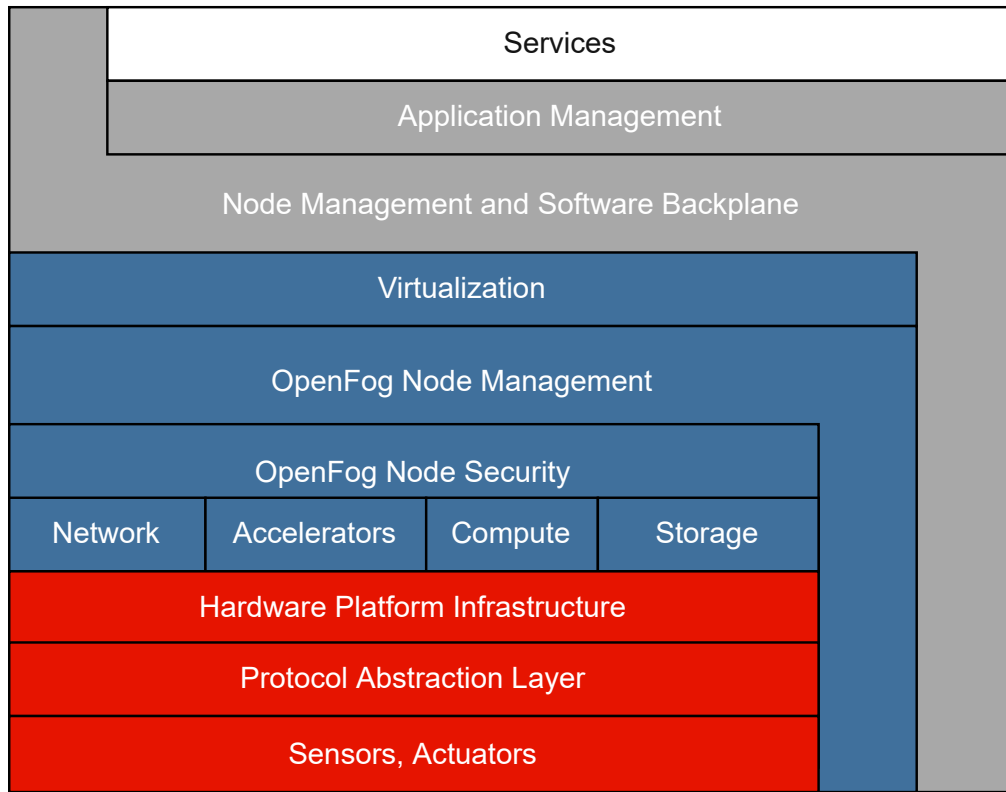 Services
Application Management
Node Management and Software Backplane
Virtualization
OpenFog Node Management
OpenFog Node Security
Network
Accelerators
Compute
Storage
Hardware Platform Infrastructure
Protocol Abstraction Layer
Sensors, Actuators